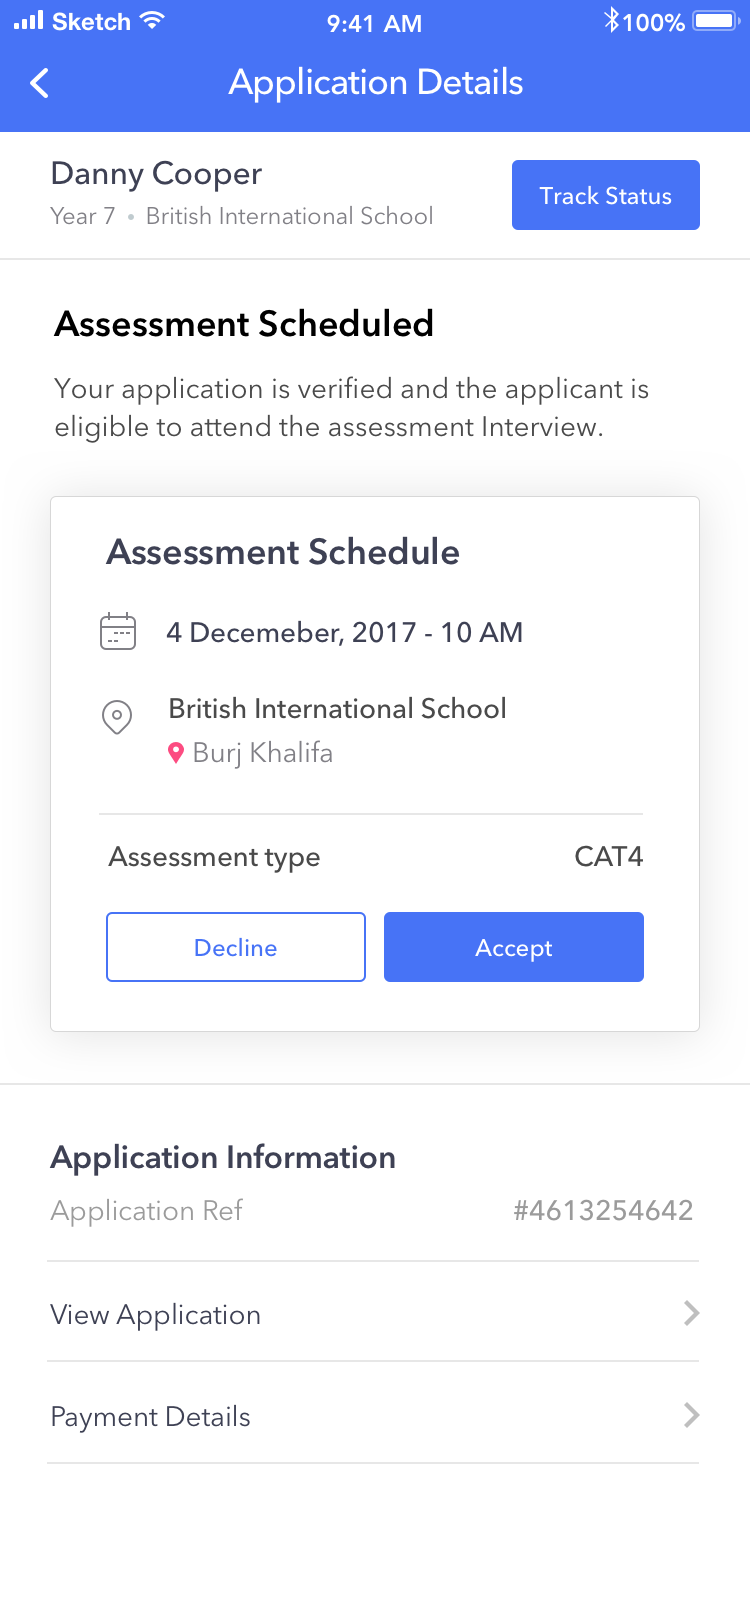 Sketch 9:41 AM 100%
Application Details
Danny Cooper
Year 7 • British International School
Track Status
Assessment Scheduled
Your application is verified and the applicant is
eligible to attend the assessment Interview.
Assessment Schedule
4 Decemeber, 2017 - 10 AM
British International School
Burj Khalifa
Assessment type CAT4
Decline Accept
Application Information
Application Ref #4613254642
View Application
Payment Details